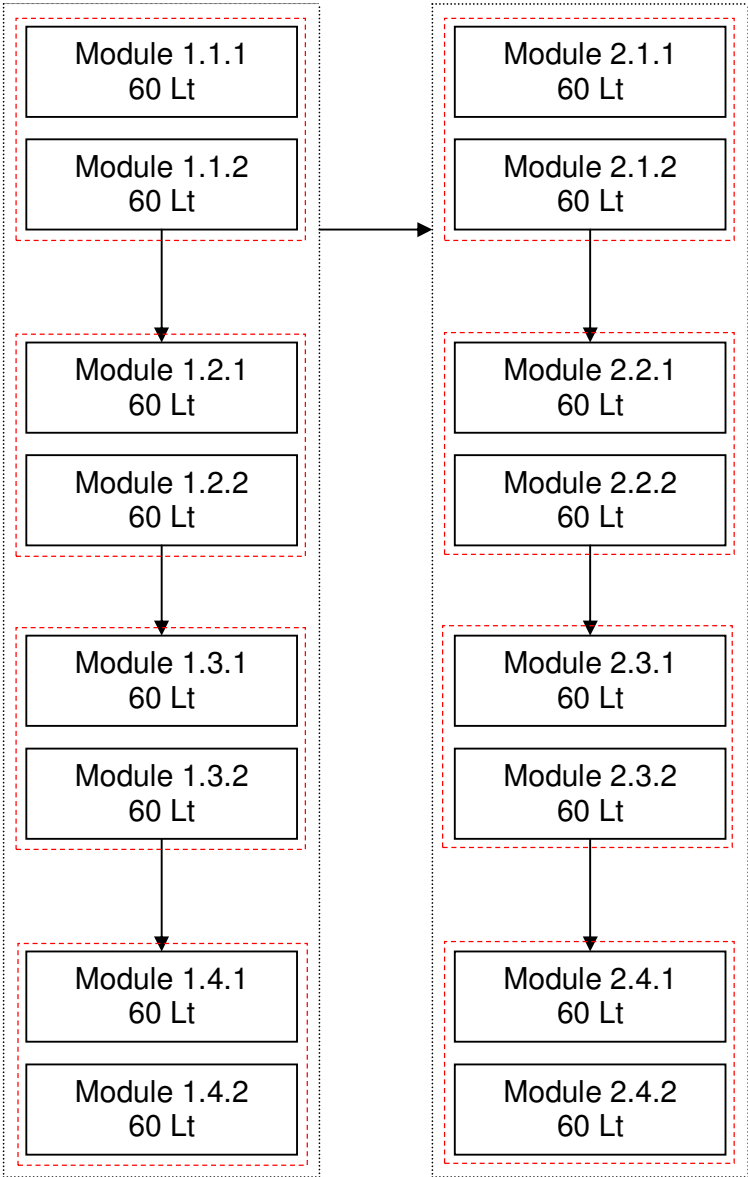 Module 1.1.1
60 Lt
Module 1.1.2
60 Lt
Module 1.2.1
60 Lt
Module 1.2.2
60 Lt
Module 1.3.1
60 Lt
Module 1.3.2
60 Lt
Module 1.4.1
60 Lt
Module 1.4.2
60 Lt
Module 2.1.1
60 Lt
Module 2.1.2
60 Lt
Module 2.2.1
60 Lt
Module 2.2.2
60 Lt
Module 2.3.1
60 Lt
Module 2.3.2
60 Lt
Module 2.4.1
60 Lt
Module 2.4.2
60 Lt